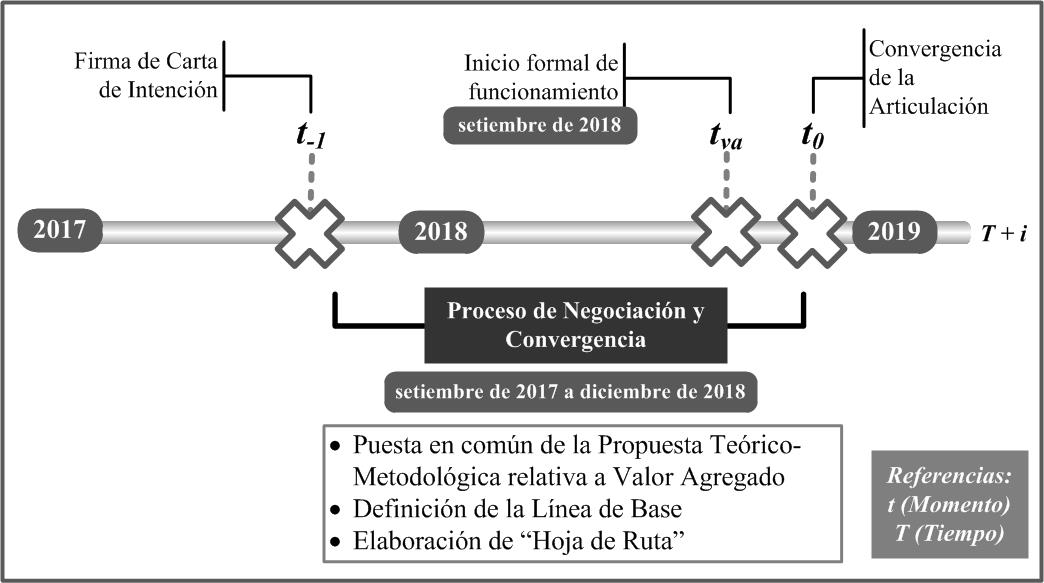 Firma de Carta
de Intención
Inicio formal de
funcionamiento
setiembre de 2018
Convergencia
de la
Articulación
t-1
tva
t0
2017
2018
2019
T + i
Proceso de Negociación y
Convergencia
setiembre de 2017 a diciembre de 2018
• Puesta en común de la Propuesta Teórico-
Metodológica relativa a Valor Agregado
• Definición de la Línea de Base
• Elaboración de “Hoja de Ruta”
Referencias:
t (Momento)
T (Tiempo)